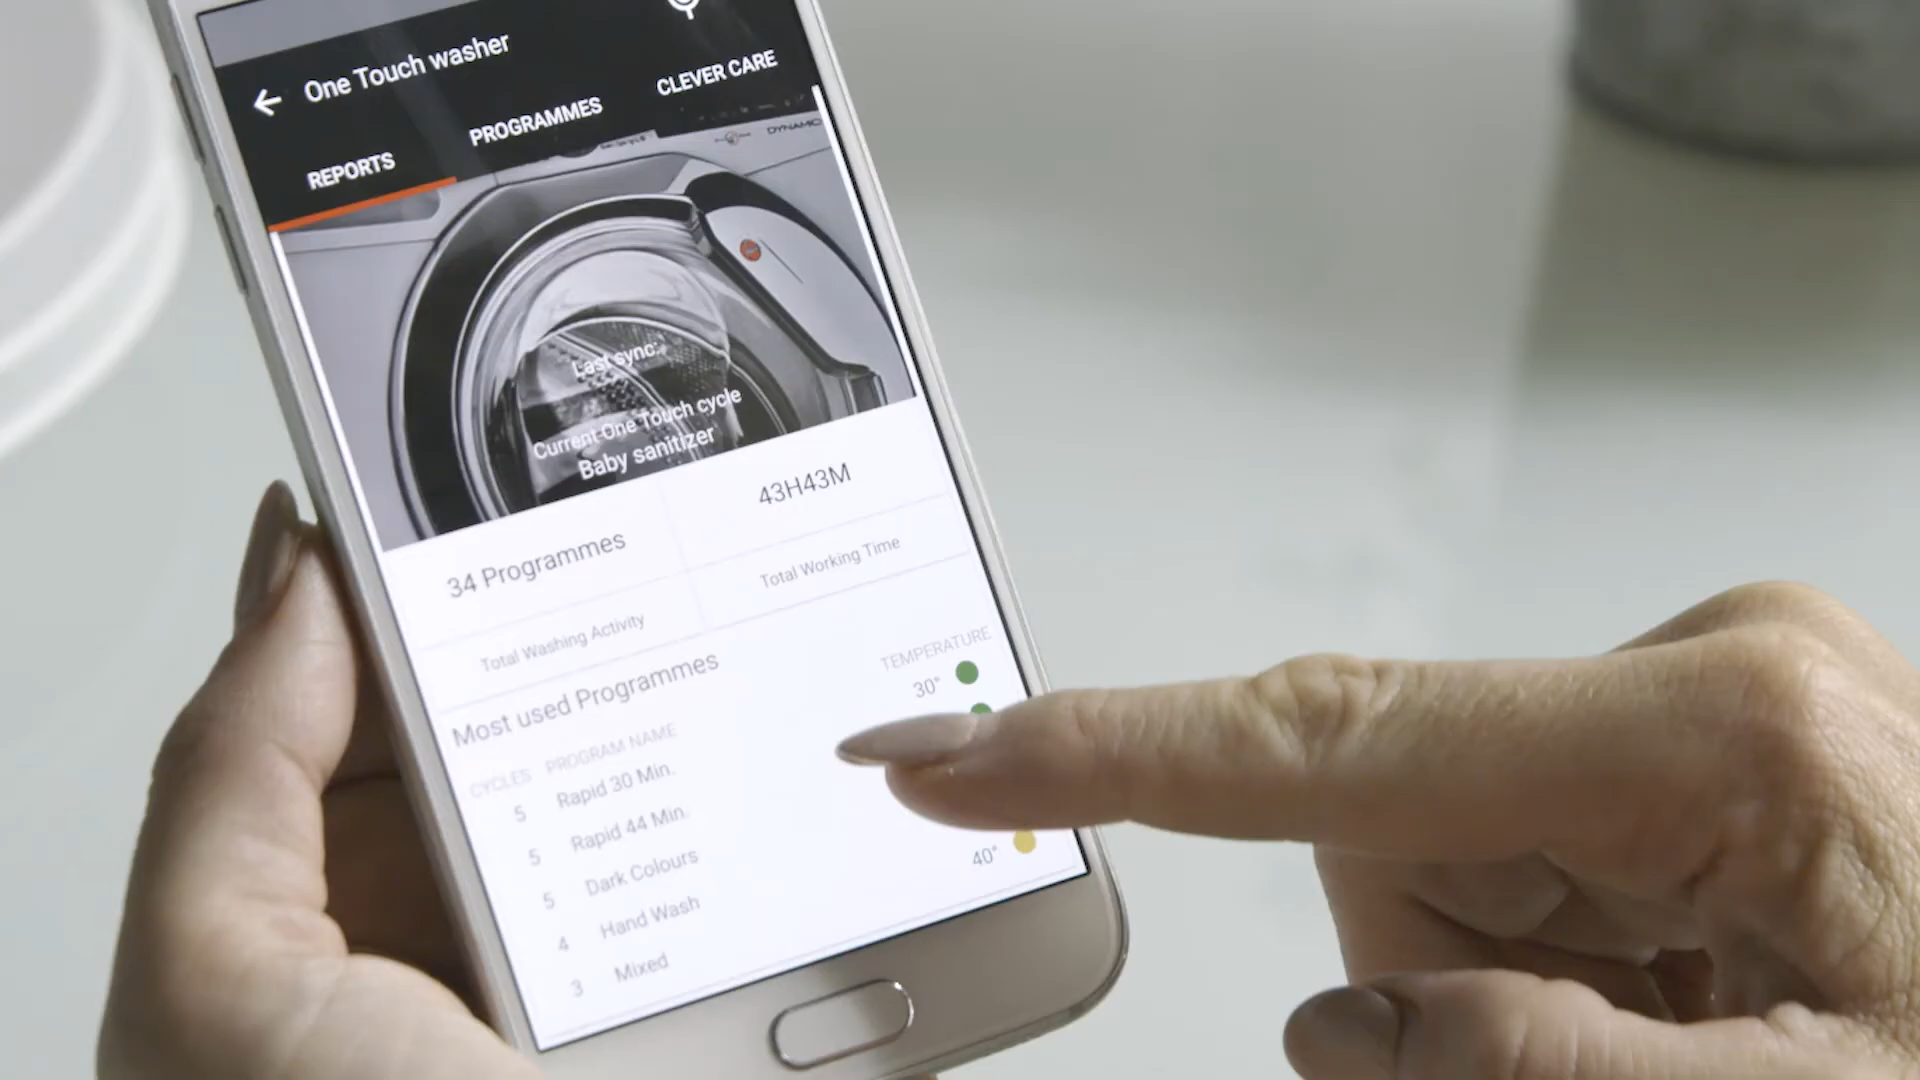 One Touch washer
REPORTS
PROGRAMMES
CLEVER CARE
DYNAMIC
Last sync:
Current One Touch cycle
Baby sanitizer
34 Programmes
43H43M
Total Washing Activity
Total Working Time
Most used Programmes
CYCLES PROGRAM NAME TEMPERATURE
5 Rapid 30 Min. 30°
5 Rapid 44 Min.
5 Dark Colours
4 Hand Wash
3 Mixed 40°